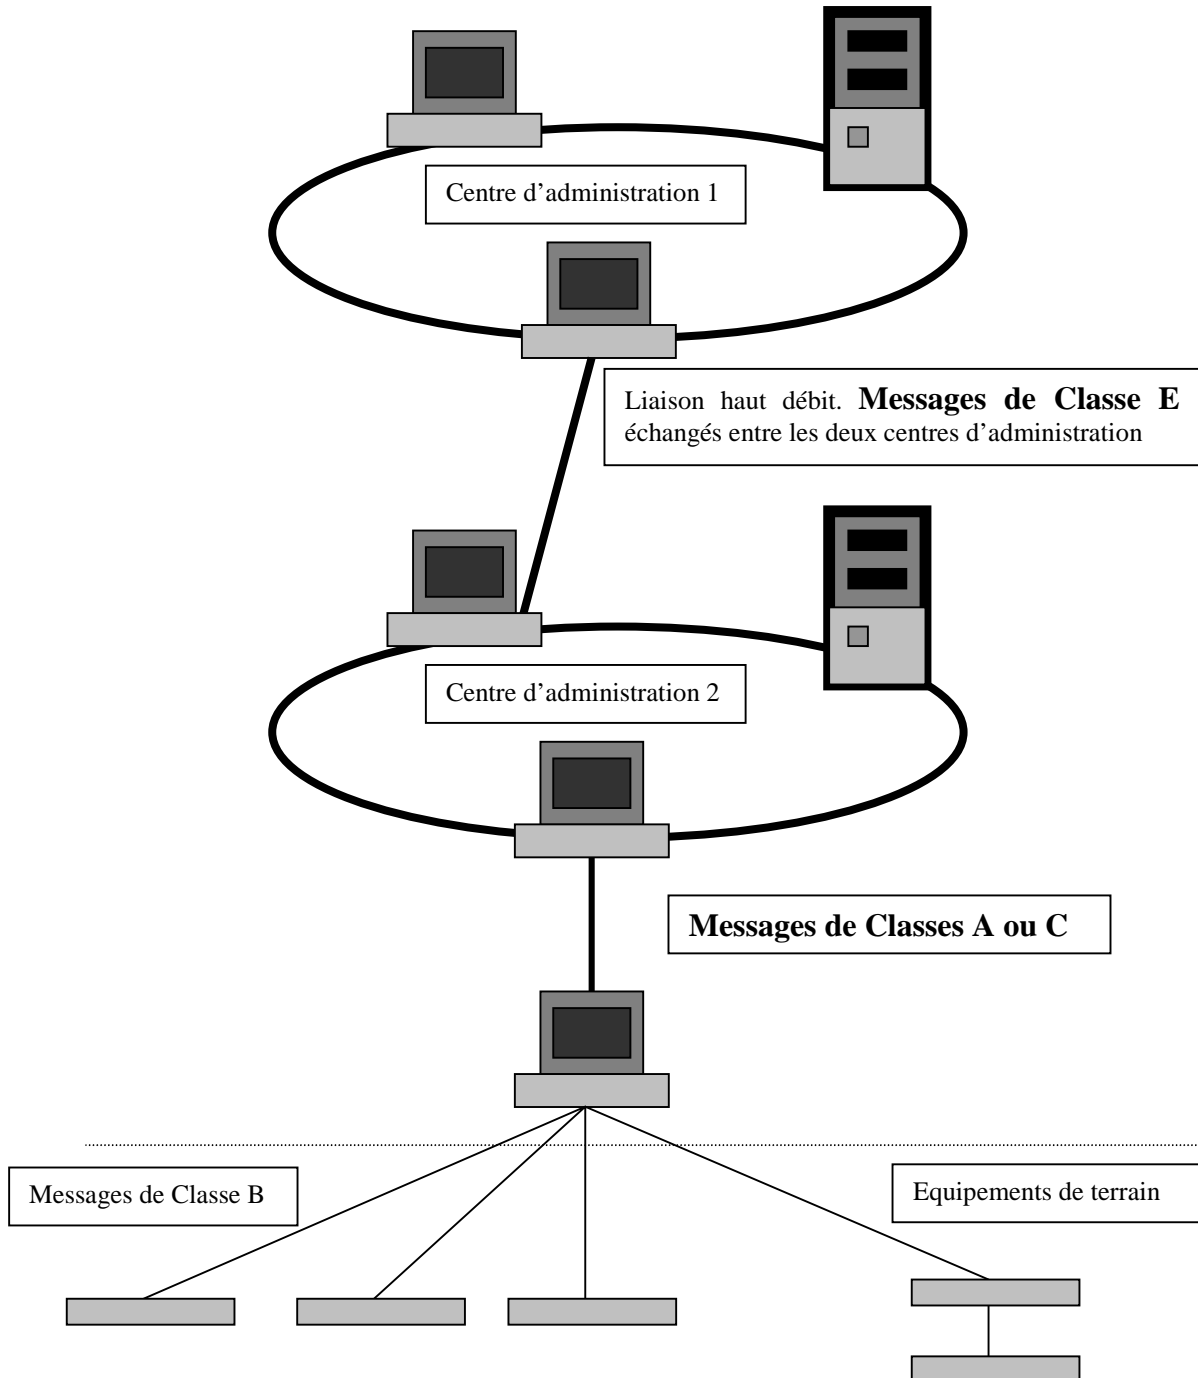 Centre d’administration 1
Liaison haut débit. Messages de Classe E
échangés entre les deux centres d’administration
Centre d’administration 2
Messages de Classes A ou C
Messages de Classe B
Equipements de terrain